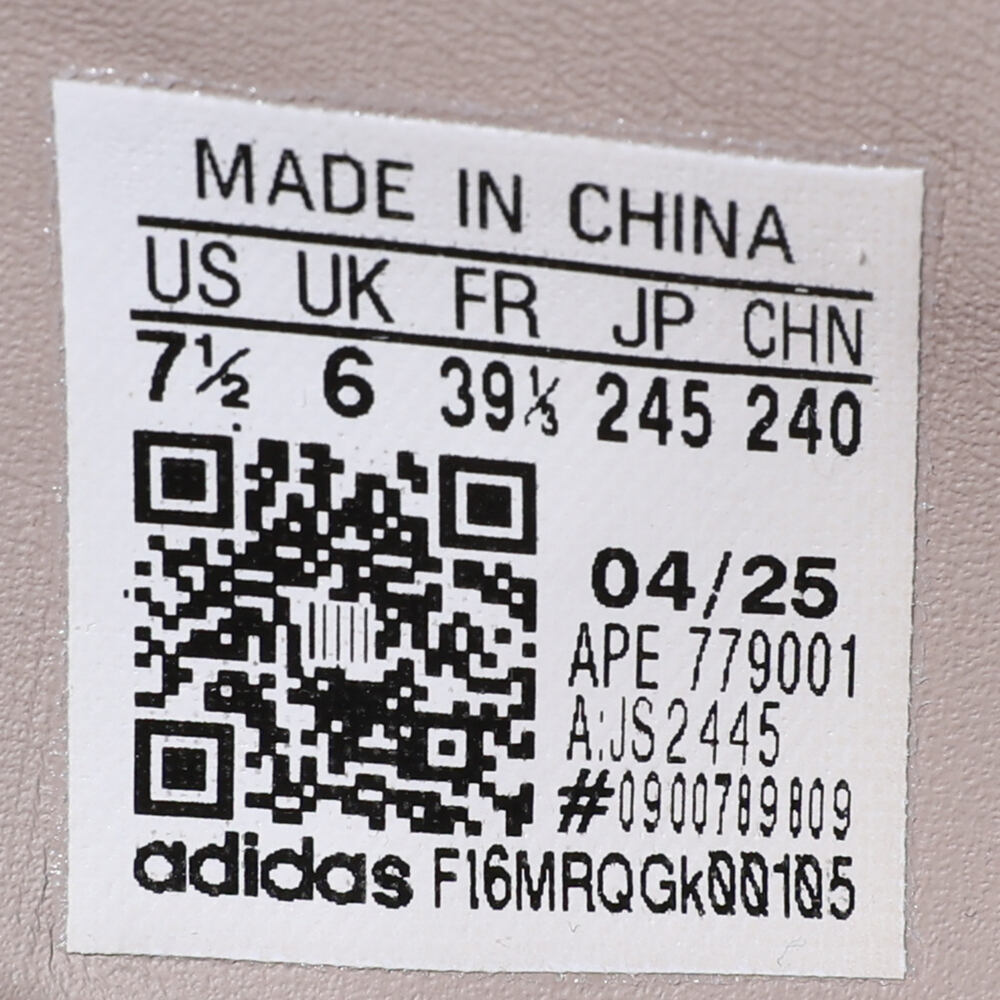 MADE IN CHINA
US UK FR JP CHN
7½ 6 39⅓ 245 240
04/25
APE 779001
A:JS2445
#0900789809
adidas F16MRQGk00105